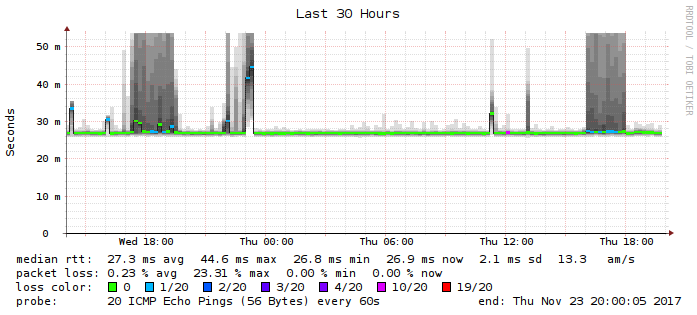 Last 30 Hours
RRDTOOL / TOBI OETIKER
Seconds
50 m
40 m
30 m
20 m
10 m
0
Wed 18:00 Thu 00:00 Thu 06:00 Thu 12:00 Thu 18:00
median rtt: 27.3 ms avg 44.6 ms max 26.8 ms min 26.9 ms now 2.1 ms sd 13.3 am/s
packet loss: 0.23 % avg 23.31 % max 0.00 % min 0.00 % now
loss color: 0 1/20 2/20 3/20 4/20 10/20 19/20
probe: 20 ICMP Echo Pings (56 Bytes) every 60s end: Thu Nov 23 20:00:05 2017